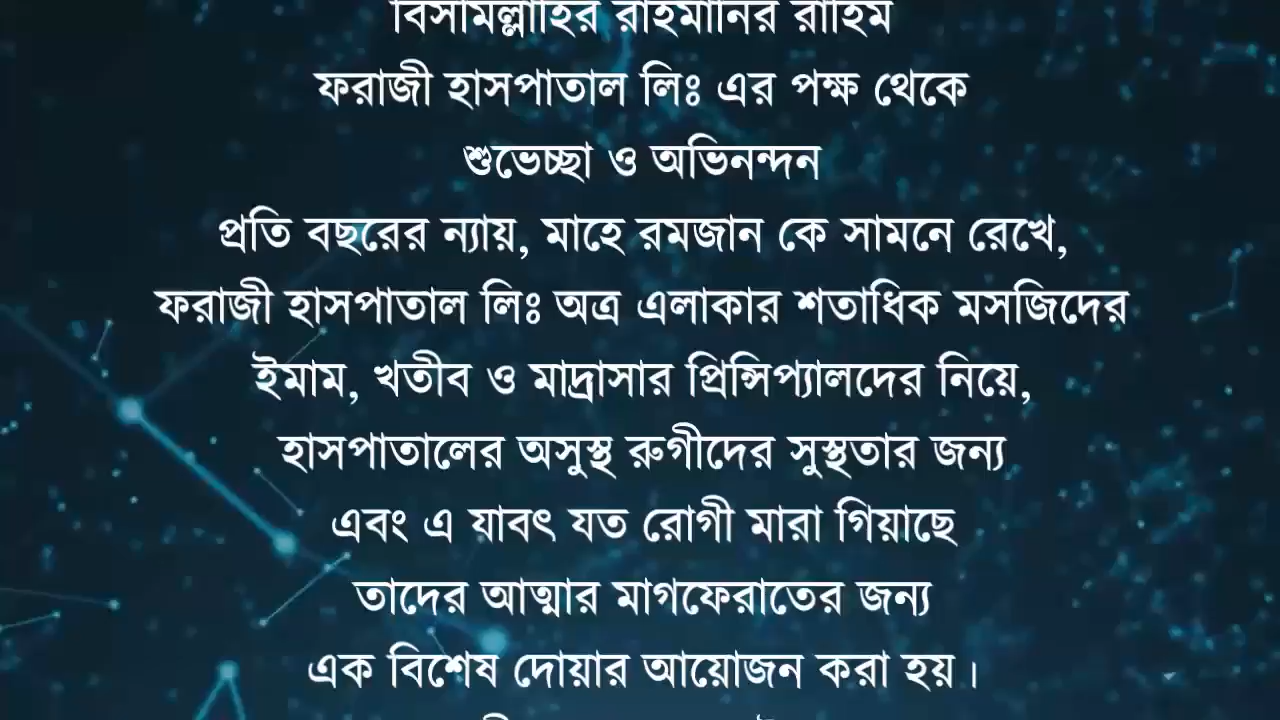 বিসমিল্লাহির রাহমানির রাহিম
ফরাজী হাসপাতাল লিঃ এর পক্ষ থেকে
শুভেচ্ছা ও অভিনন্দন
প্রতি বছরের ন্যায়, মাহে রমজান কে সামনে রেখে,
ফরাজী হাসপাতাল লিঃ অত্র এলাকার শতাধিক মসজিদের
ইমাম, খতীব ও মাদ্রাসার প্রিন্সিপ্যালদের নিয়ে,
হাসপাতালের অসুস্থ রুগীদের সুস্থতার জন্য
এবং এ যাবৎ যত রোগী মারা গিয়াছে
তাদের আত্মার মাগফেরাতের জন্য
এক বিশেষ দোয়ার আয়োজন করা হয়।